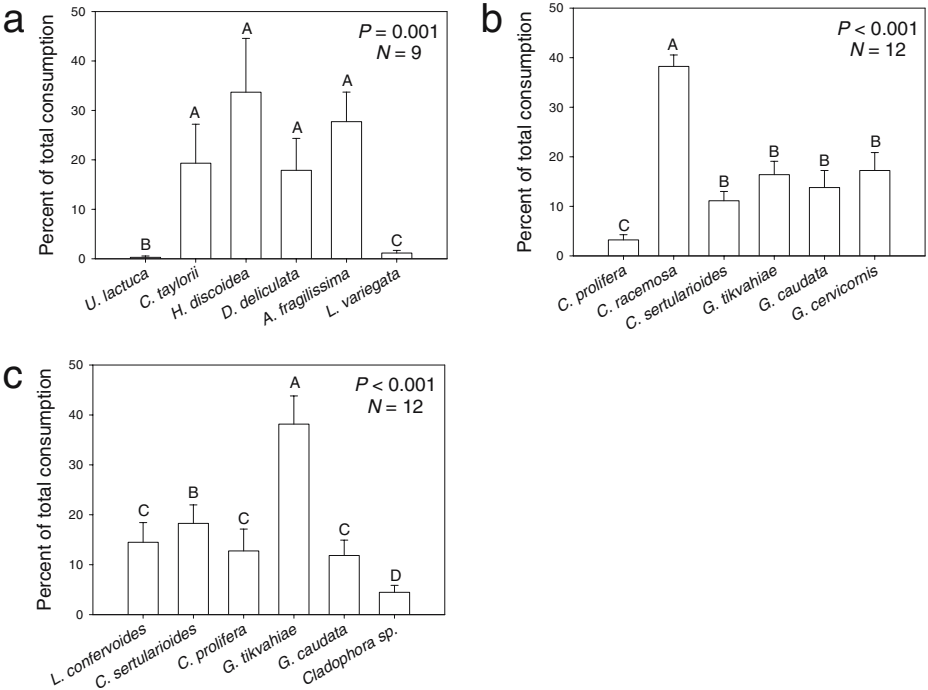 a
Percent of total consumption
50
40
30
20
10
0
P = 0.001
N = 9
B
A
A
A
A
C
U. lactuca
C. taylorii
H. discoidea
D. deliculata
A. fragilissima
L. variegata
b
Percent of total consumption
50
40
30
20
10
0
P < 0.001
N = 12
C
A
B
B
B
B
C. prolifera
C. racemosa
C. sertularioides
G. tikvahiae
G. caudata
G. cervicornis
c
Percent of total consumption
50
40
30
20
10
0
P < 0.001
N = 12
C
B
C
A
C
D
L. confervoides
C. sertularioides
C. prolifera
G. tikvahiae
G. caudata
Cladophora sp.